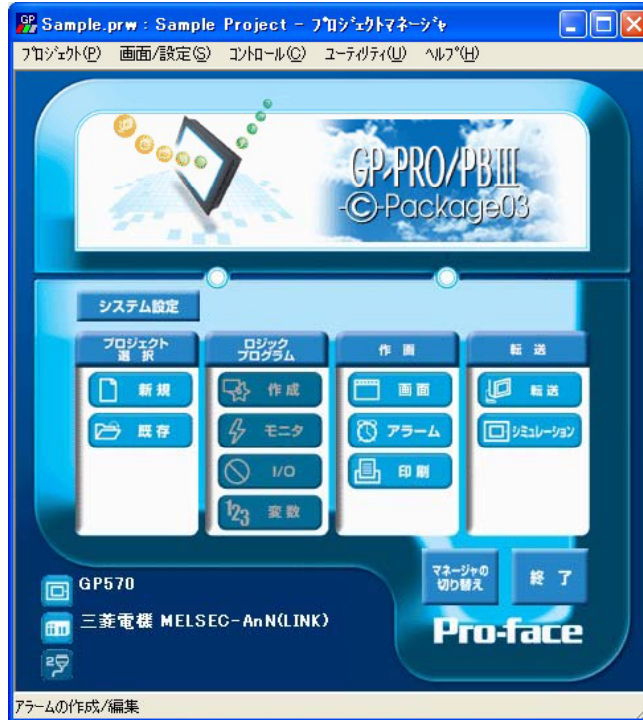 Sample.prw : Sample Project - プロジェクトマネージャ
プロジェクト(P) 画面/設定(S) コントロール(C) ユーティリティ(U) ヘルプ(H)
GP-PRO/PBIII
-C-Package03
システム設定
プロジェクト
選択
新規
既存
ロジック
プログラム
作成
モニタ
I/O
123 変数
作画
画面
アラーム
印刷
転送
転送
シミュレーション
マネージャの
切り替え
終了
GP570
三菱電機 MELSEC-AnN(LINK)
2
Pro-face
アラームの作成/編集